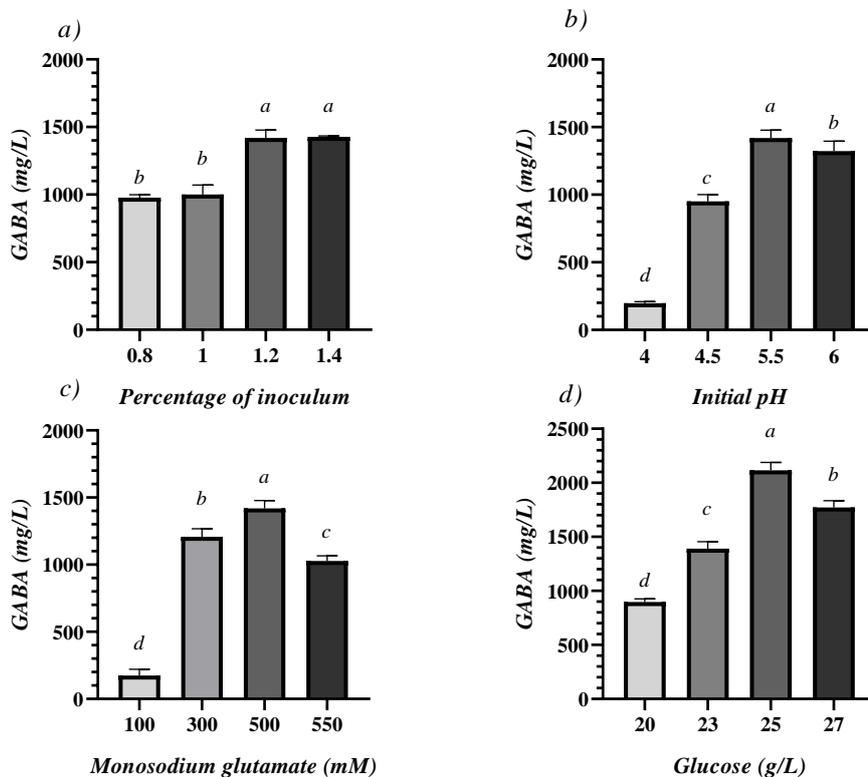 a)
2000
1500
1000
500
0
GABA (mg/L)
b
b
a
a
0.8 1 1.2 1.4
Percentage of inoculum
b)
2000
1500
1000
500
0
GABA (mg/L)
d
c
a
b
4 4.5 5.5 6
Initial pH
c)
2000
1500
1000
500
0
GABA (mg/L)
d
b
a
c
100 300 500 550
Monosodium glutamate (mM)
d)
2500
2000
1500
1000
500
0
GABA (mg/L)
d
c
a
b
20 23 25 27
Glucose (g/L)